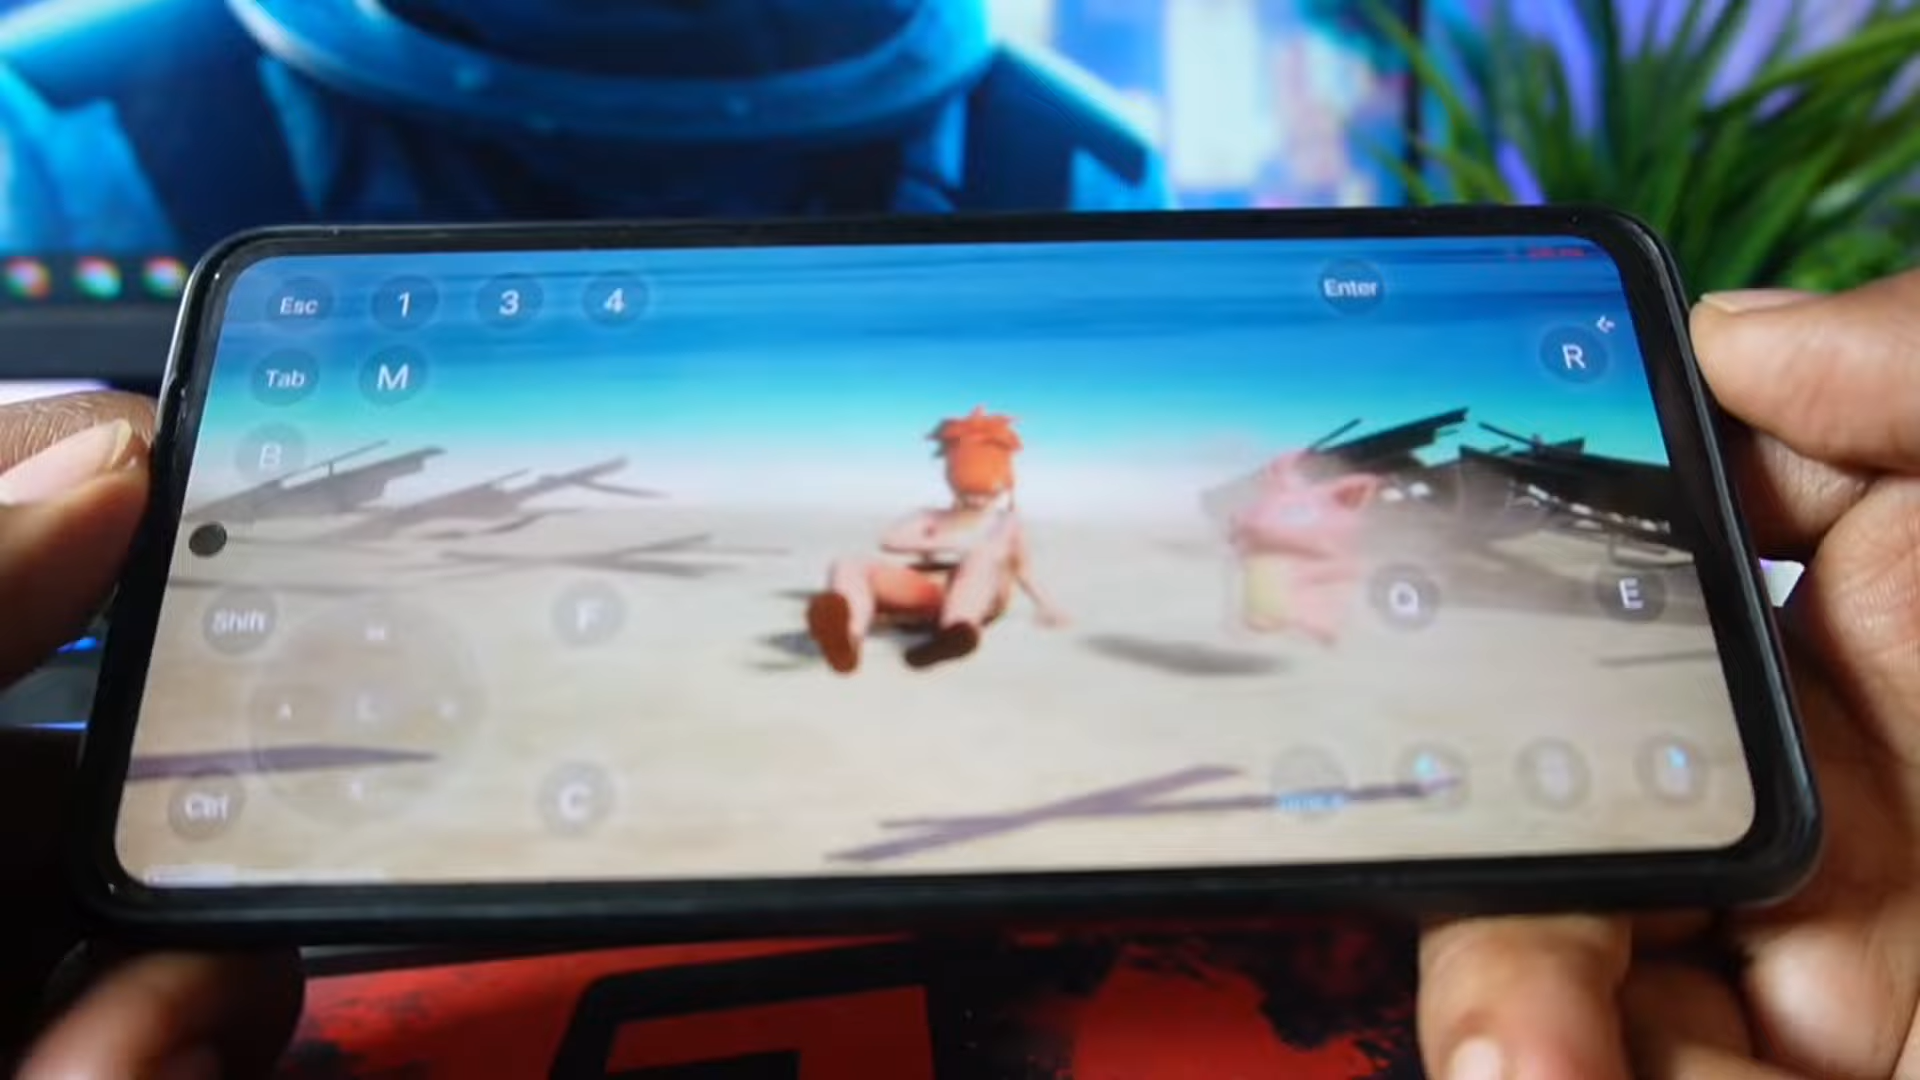 Esc 1 3 4 Enter
R
Tab M
B
Shift F Q E
Ctrl C